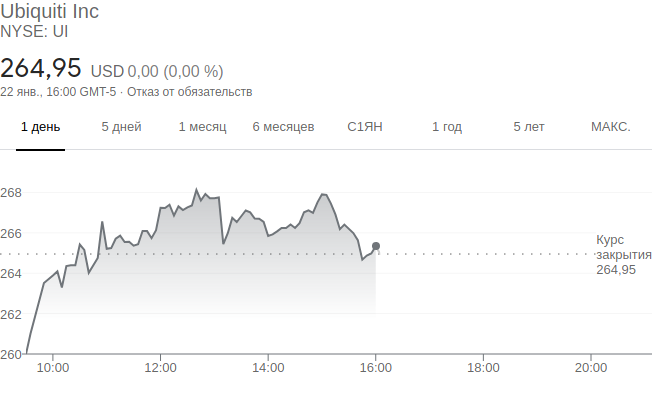 Ubiquiti Inc
NYSE: UI
264,95 USD 0,00 (0,00 %)
22 янв., 16:00 GMT-5 · Отказ от обязательств
1 день 5 дней 1 месяц 6 месяцев С1ЯН 1 год 5 лет МАКС.
268
266
264
262
260
Курс
закрытия
264,95
10:00 12:00 14:00 16:00 18:00 20:00